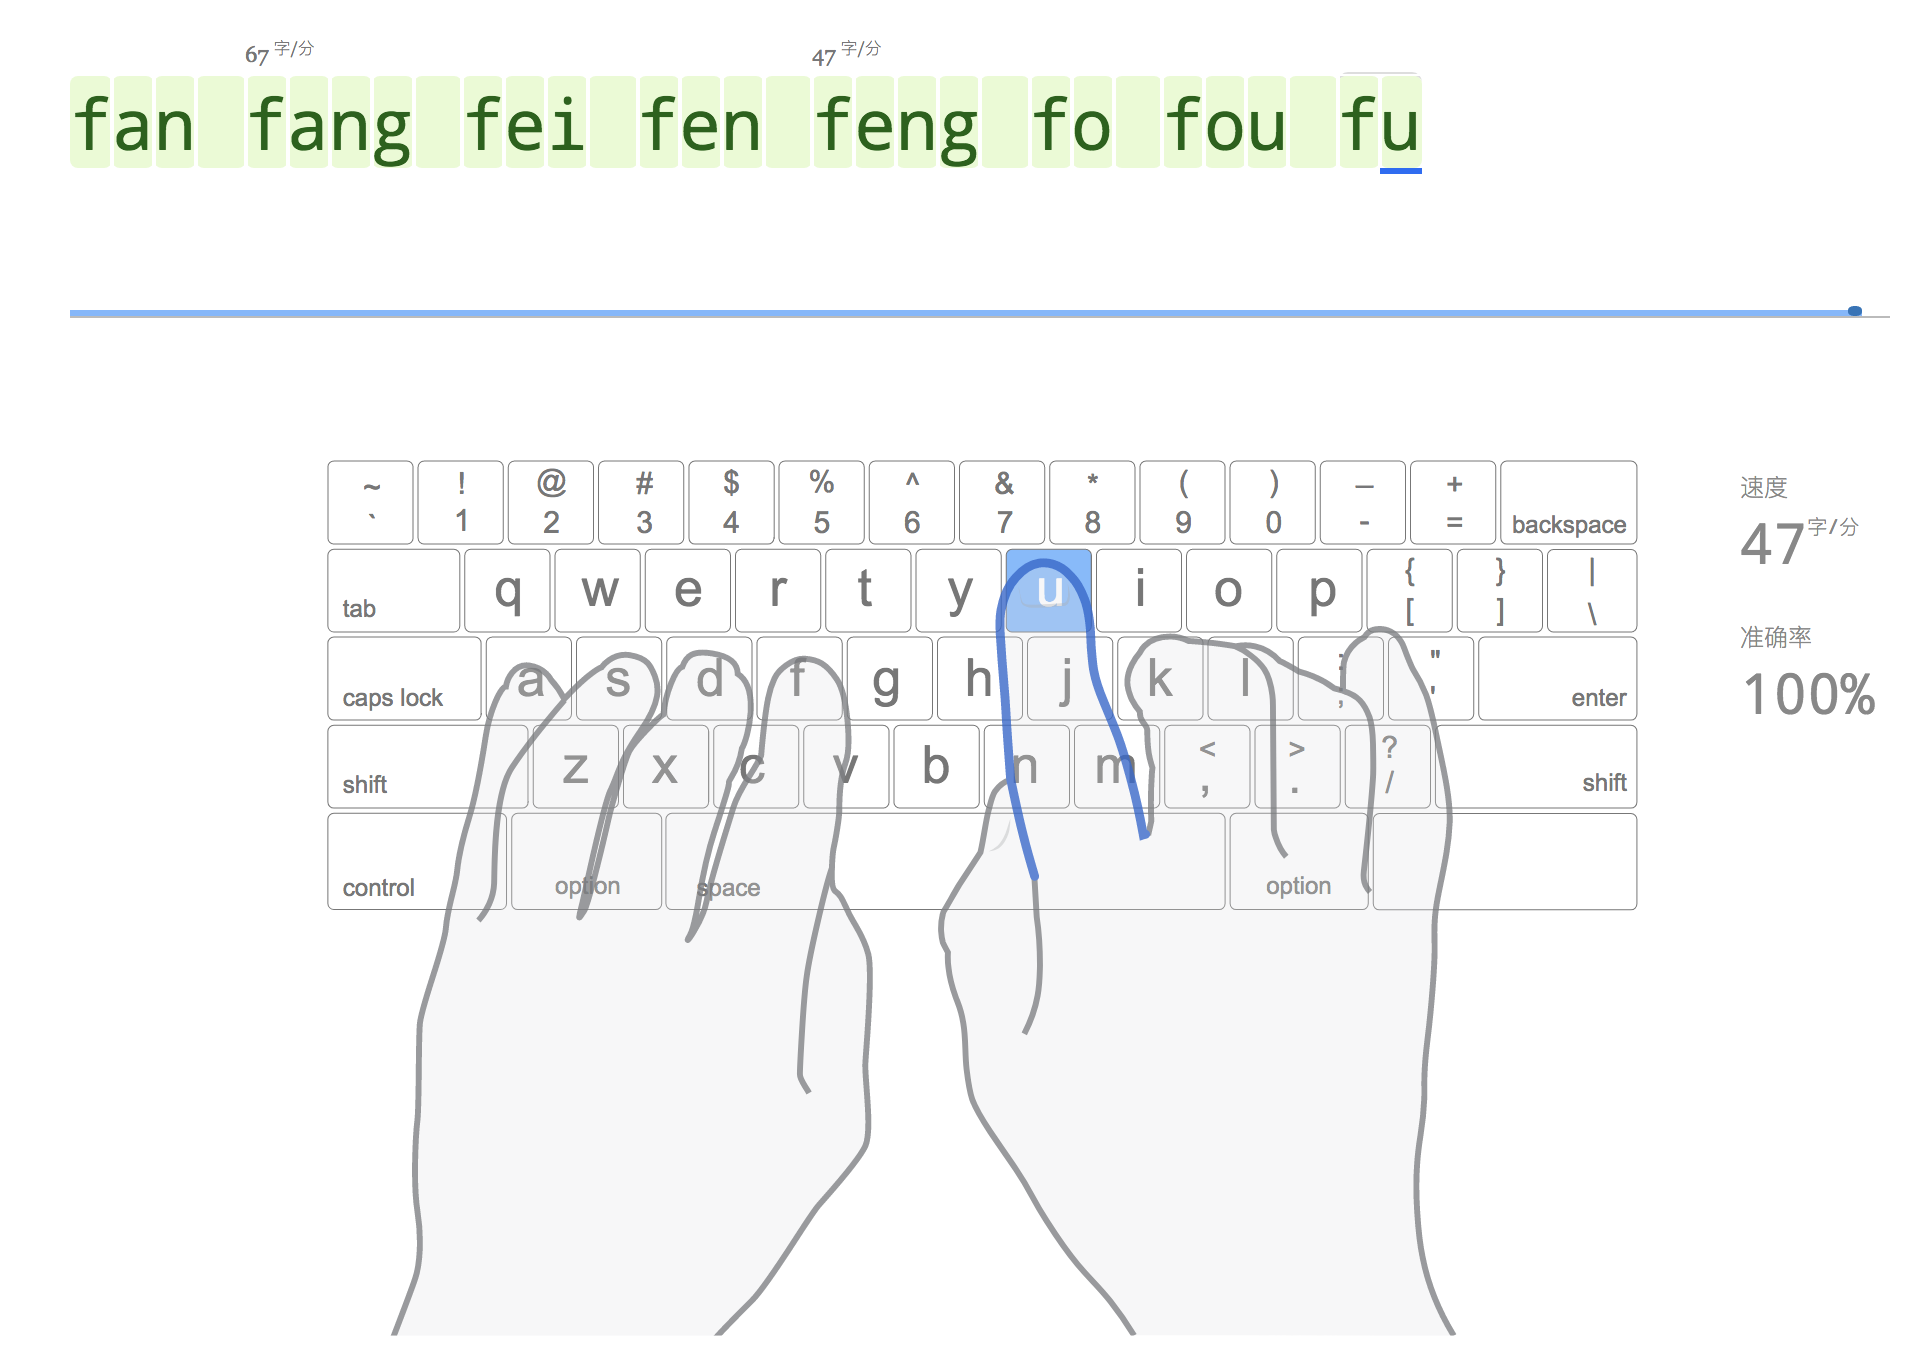 67 字/分 47 字/分
fan fang fei fen feng fo fou fu
~ ! @ # $ % ^ & * ( ) _ +
` 1 2 3 4 5 6 7 8 9 0 - = backspace
tab q w e r t y u i o p { [ } ] | \
caps lock a s d f g h j k l ; " ' enter
shift z x c v b n m < , > . ? / shift
control option space option
速度
47 字/分
准确率
100%